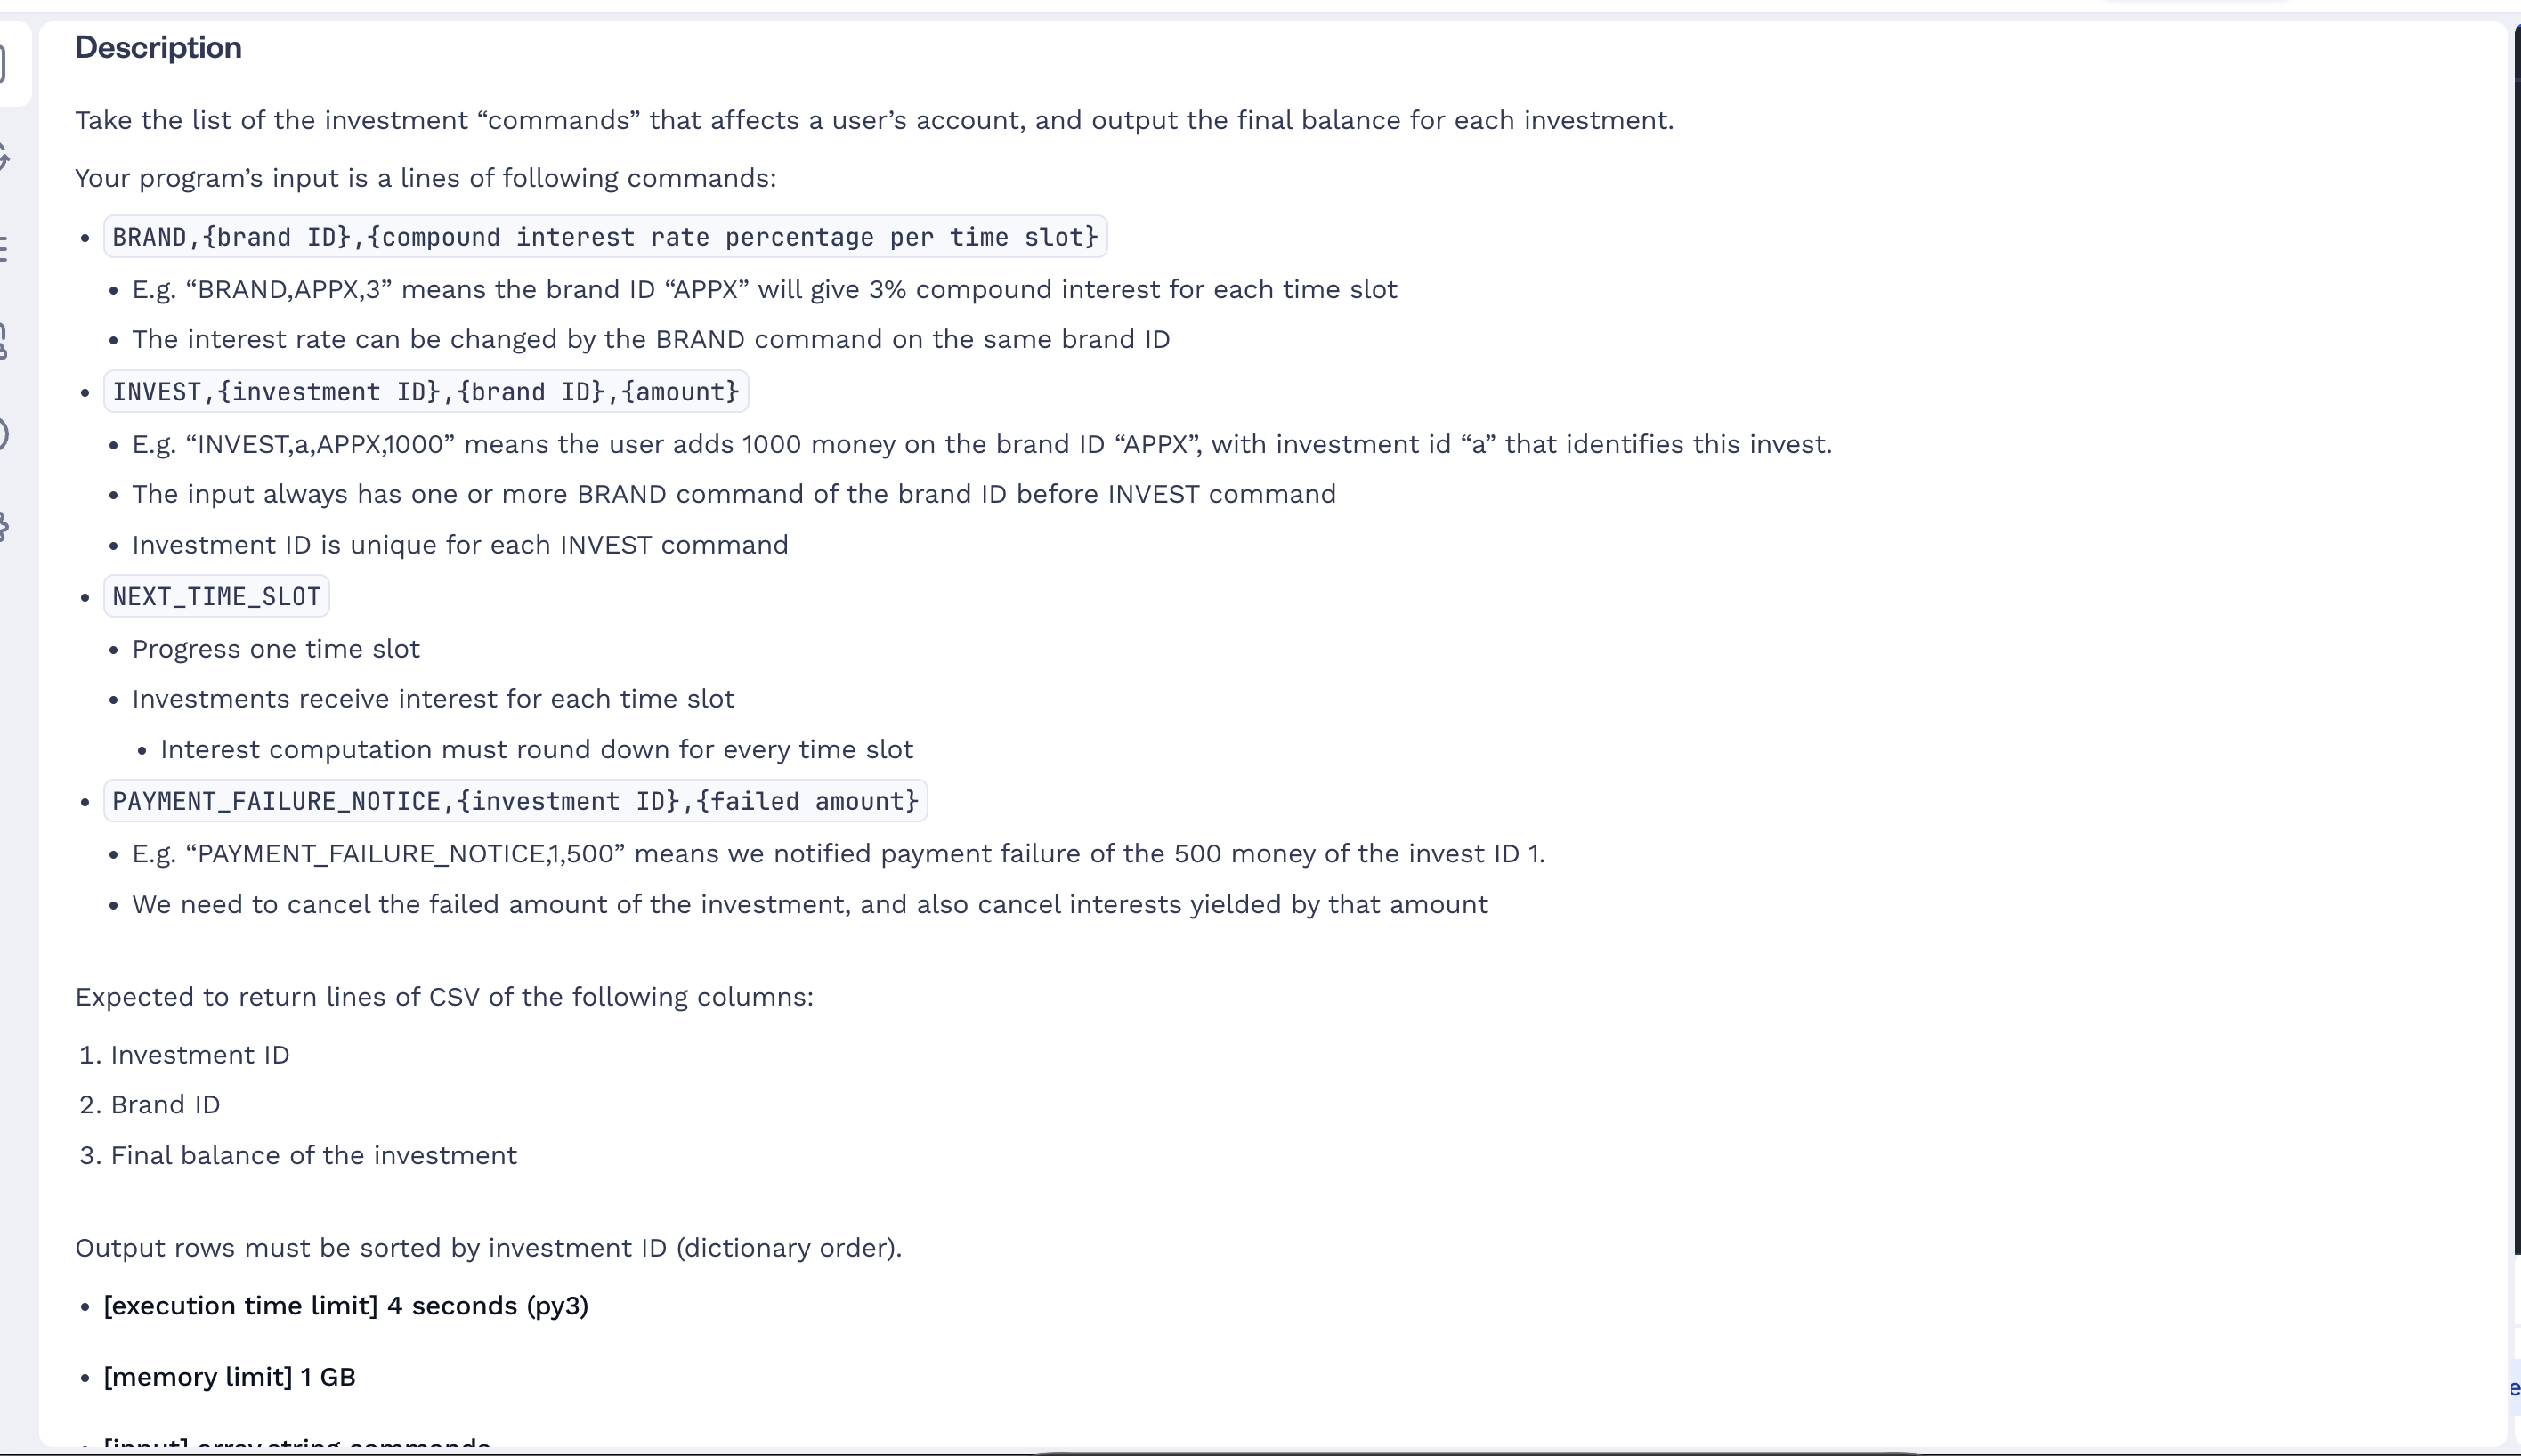 Description
Take the list of the investment “commands” that affects a user’s account, and output the final balance for each investment.
Your program’s input is a lines of following commands:
• BRAND,{brand ID},{compound interest rate percentage per time slot}
• E.g. “BRAND,APPX,3” means the brand ID “APPX” will give 3% compound interest for each time slot
• The interest rate can be changed by the BRAND command on the same brand ID
• INVEST,{investment ID},{brand ID},{amount}
• E.g. “INVEST,a,APPX,1000” means the user adds 1000 money on the brand ID “APPX”, with investment id “a” that identifies this invest.
• The input always has one or more BRAND command of the brand ID before INVEST command
• Investment ID is unique for each INVEST command
• NEXT_TIME_SLOT
• Progress one time slot
• Investments receive interest for each time slot
• Interest computation must round down for every time slot
• PAYMENT_FAILURE_NOTICE,{investment ID},{failed amount}
• E.g. “PAYMENT_FAILURE_NOTICE,1,500” means we notified payment failure of the 500 money of the invest ID 1.
• We need to cancel the failed amount of the investment, and also cancel interests yielded by that amount
Expected to return lines of CSV of the following columns:
1. Investment ID
2. Brand ID
3. Final balance of the investment
Output rows must be sorted by investment ID (dictionary order).
• [execution time limit] 4 seconds (py3)
• [memory limit] 1 GB
• [input] array.string commands